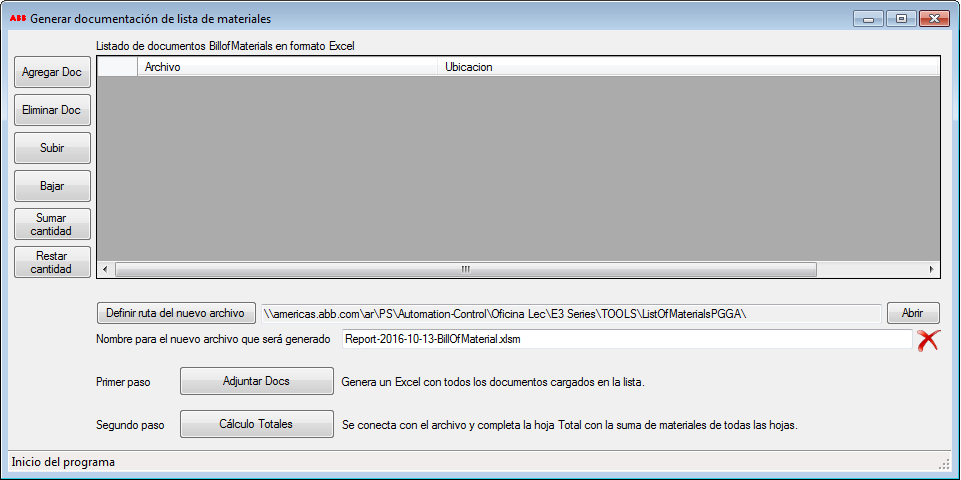 ABB Generar documentación de lista de materiales
Listado de documentos BillofMaterials en formato Excel
Archivo Ubicacion
Agregar Doc
Eliminar Doc
Subir
Bajar
Sumar
cantidad
Restar
cantidad
Definir ruta del nuevo archivo \\americas.abb.com\ar\PS\Automation-Control\Oficina Lec\E3 Series\TOOLS\ListOfMaterialsPGGA\ Abrir
Nombre para el nuevo archivo que será generado Report-2016-10-13-BillOfMaterial.xlsm
Primer paso Adjuntar Docs Genera un Excel con todos los documentos cargados en la lista.
Segundo paso Cálculo Totales Se conecta con el archivo y completa la hoja Total con la suma de materiales de todas las hojas.
Inicio del programa